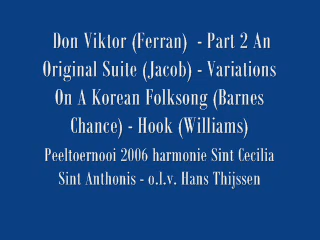 Don Viktor (Ferran) - Part 2 An
Original Suite (Jacob) - Variations
On A Korean Folksong (Barnes
Chance) - Hook (Williams)
Peeltoernooi 2006 harmonie Sint Cecilia
Sint Anthonis - o.l.v. Hans Thijssen